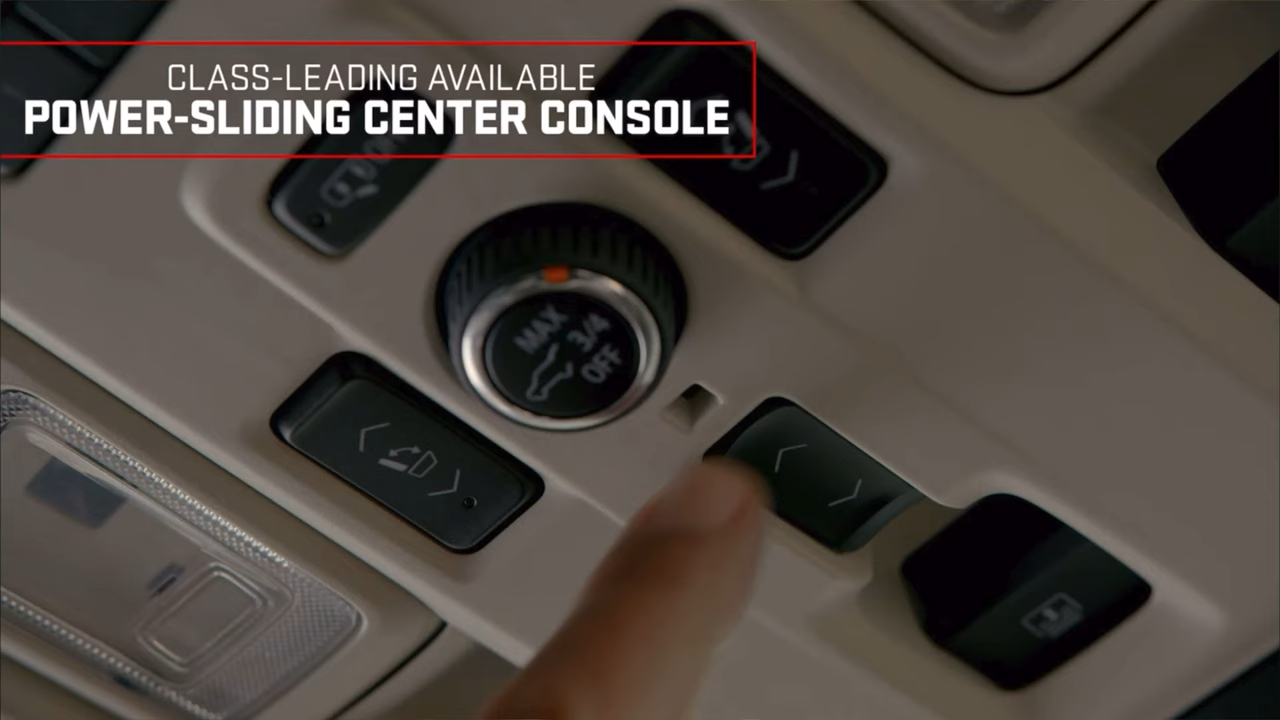 CLASS-LEADING AVAILABLE
POWER-SLIDING CENTER CONSOLE
MAX
3/4
OFF